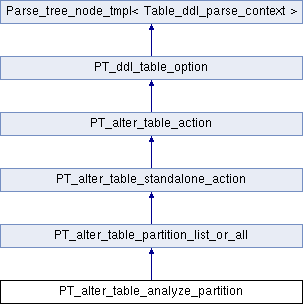 Parse_tree_node_tmpl< Table_ddl_parse_context >
PT_ddl_table_option
PT_alter_table_action
PT_alter_table_standalone_action
PT_alter_table_partition_list_or_all
PT_alter_table_analyze_partition